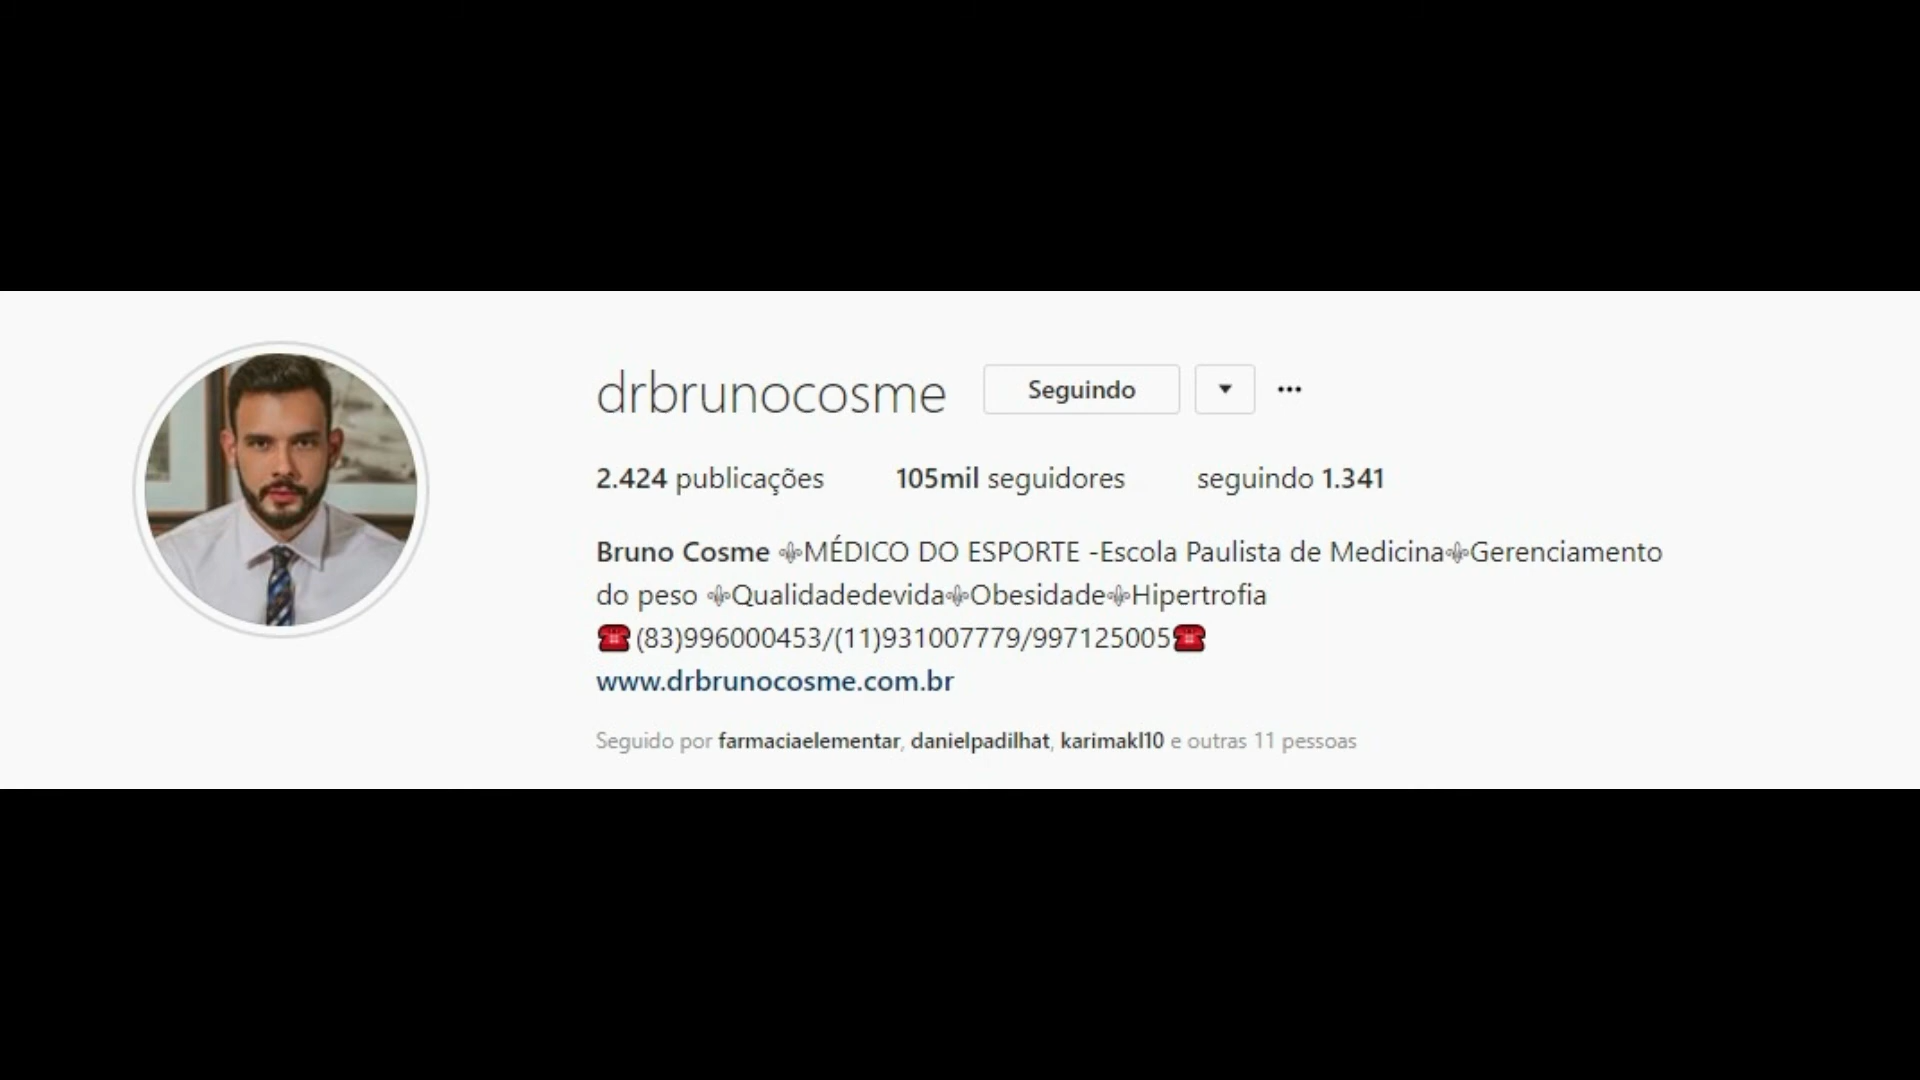 drbrunocosme Seguindo ▼ •••
2.424 publicações 105mil seguidores seguindo 1.341
Bruno Cosme ⚜MÉDICO DO ESPORTE -Escola Paulista de Medicina⚜Gerenciamento
do peso ⚜Qualidadedevida⚜Obesidade⚜Hipertrofia
☎(83)996000453/(11)931007779/997125005☎
www.drbrunocosme.com.br
Seguido por farmaciaelementar, danielpadilhat, karimakl10 e outras 11 pessoas